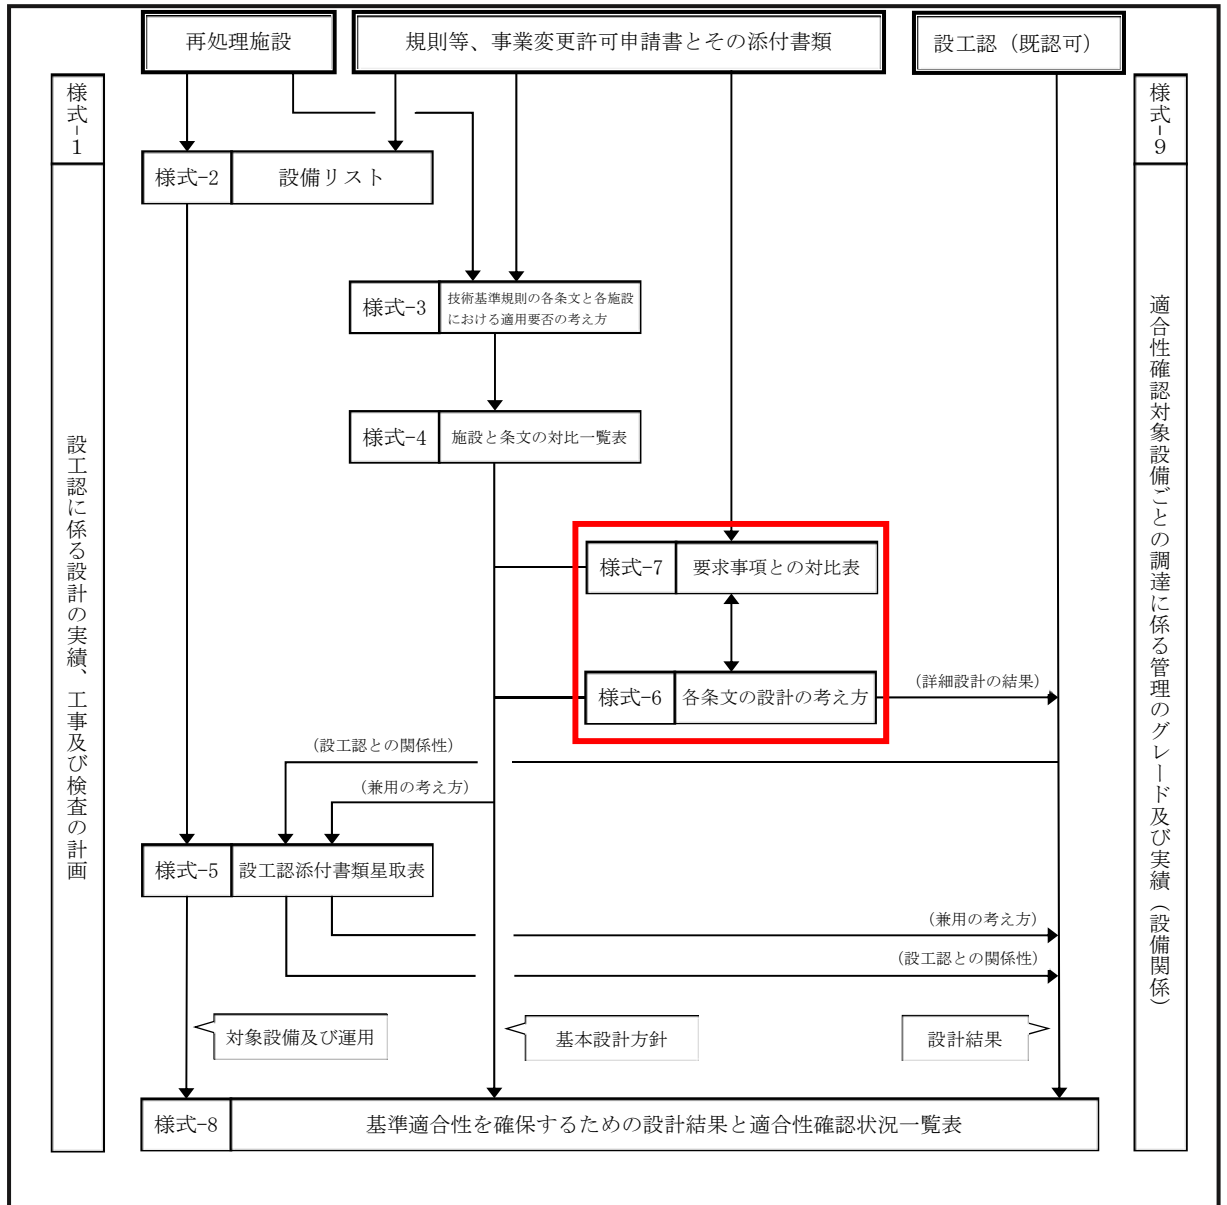 再処理施設
規則等、事業変更許可申請書とその添付書類
設工認（既認可）
様式-1
設工認に係る設計の実績、工事及び検査の計画
様式-9
適合性確認対象設備ごとの調達に係る管理のグレード及び実績（設備関係）
様式-2
設備リスト
様式-3
技術基準規則の各条文と各施設
における適用要否の考え方
様式-4
施設と条文の対比一覧表
様式-7
要求事項との対比表
様式-6
各条文の設計の考え方
(詳細設計の結果)
(設工認との関係性)
(兼用の考え方)
様式-5
設工認添付書類星取表
(兼用の考え方)
(設工認との関係性)
対象設備及び運用
基本設計方針
設計結果
様式-8
基準適合性を確保するための設計結果と適合性確認状況一覧表